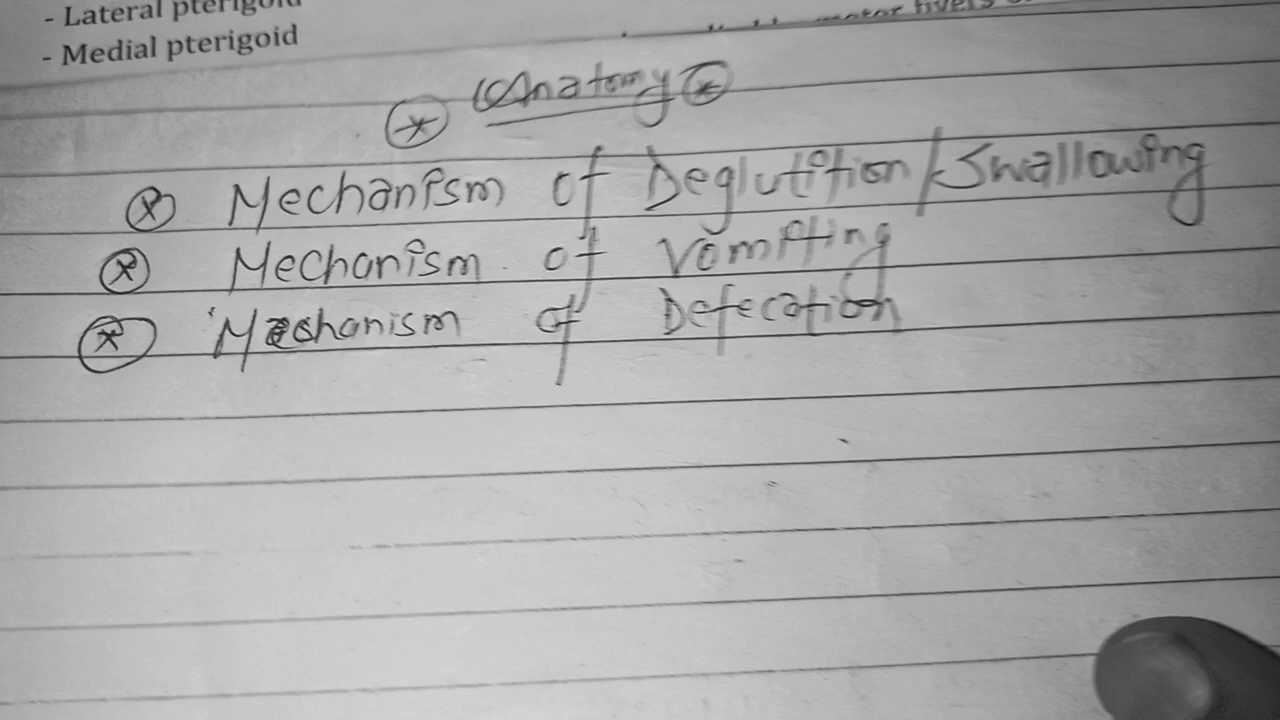 - Lateral pterigoid
- Medial pterigoid
Anatomy
Mechanism of Deglutition/Swallowing
Mechanism of Vomiting
Mechanism of Defecation